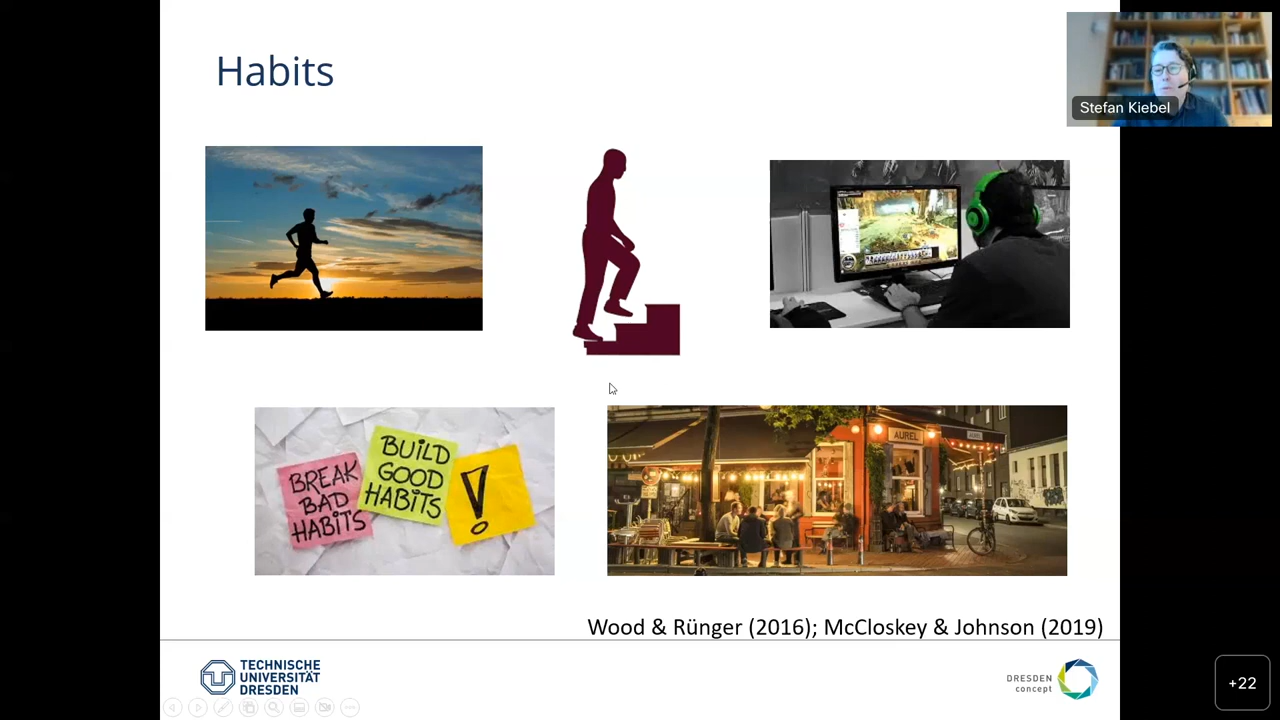 Habits
Stefan Kiebel
BREAK
BAD
HABITS
BUILD
GOOD
HABITS
!
AUREL
AUREL
Wood & Rünger (2016); McCloskey & Johnson (2019)
TECHNISCHE
UNIVERSITÄT
DRESDEN
DRESDEN
concept
+22